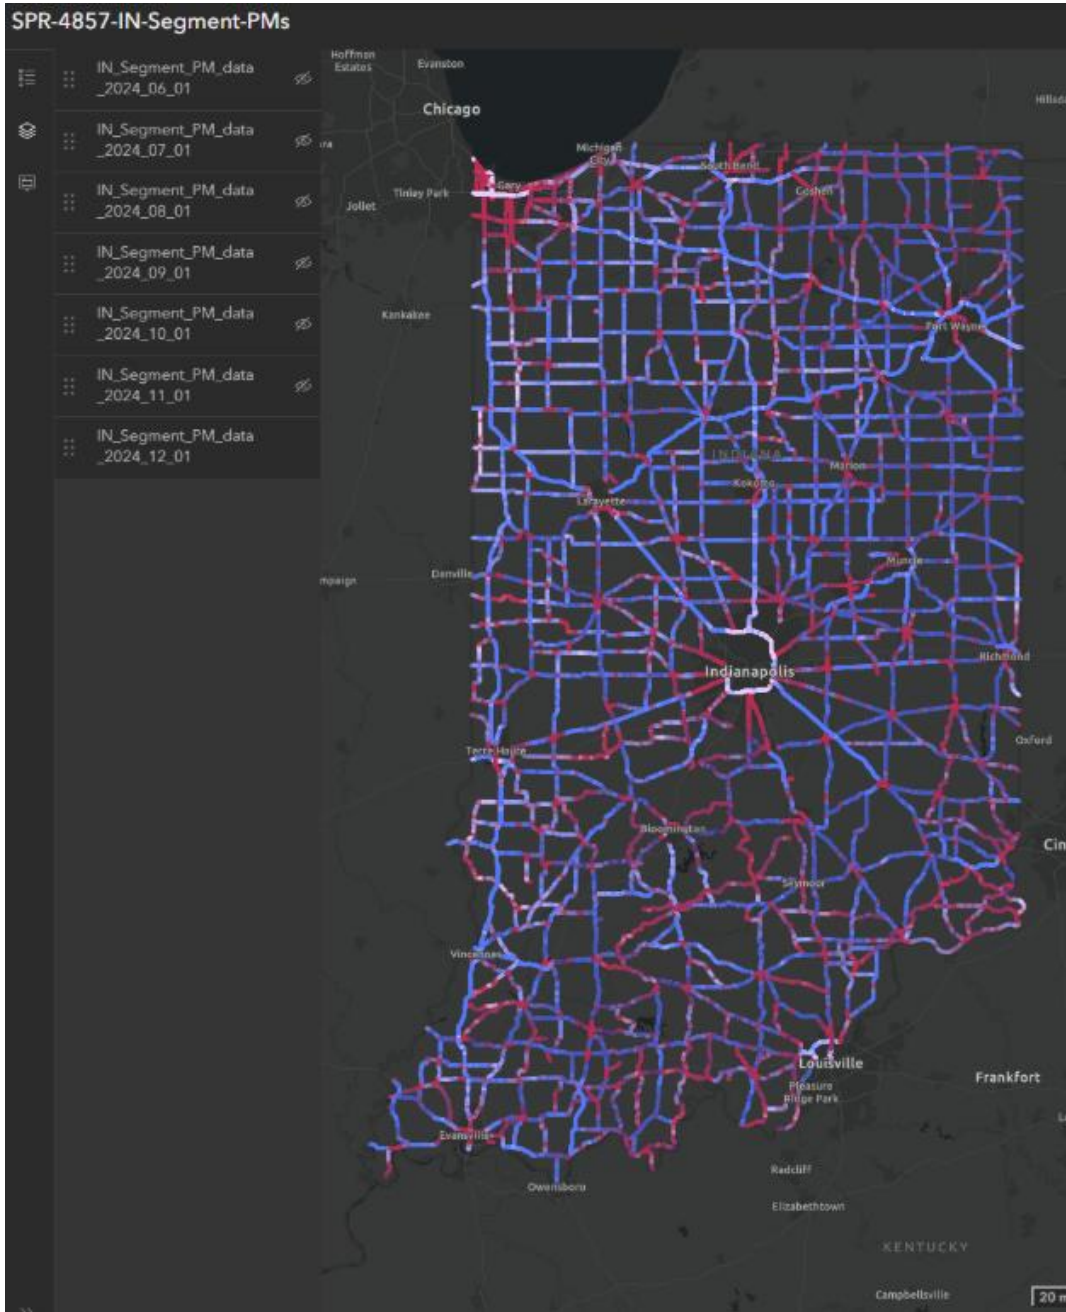 SPR-4857-IN-Segment-PMs
IN_Segment_PM_data
_2024_06_01
IN_Segment_PM_data
_2024_07_01
IN_Segment_PM_data
_2024_08_01
IN_Segment_PM_data
_2024_09_01
IN_Segment_PM_data
_2024_10_01
IN_Segment_PM_data
_2024_11_01
IN_Segment_PM_data
_2024_12_01
Hoffman
Estates
Evanston
Chicago
Michigan
City
South Bend
Tinley Park
Gary
Goshen
Joliet
Kankakee
Fort Wayne
INDIANA
Marion
Kokomo
Lafayette
Danville
Muncie
Richmond
Indianapolis
Oxford
Terre Haute
Bloomington
Cin
Seymour
Vincennes
Louisville
Frankfort
Pleasure
Ridge Park
Evansville
Radcliff
Owensboro
Elizabethtown
KENTUCKY
Campbellsville
20 m